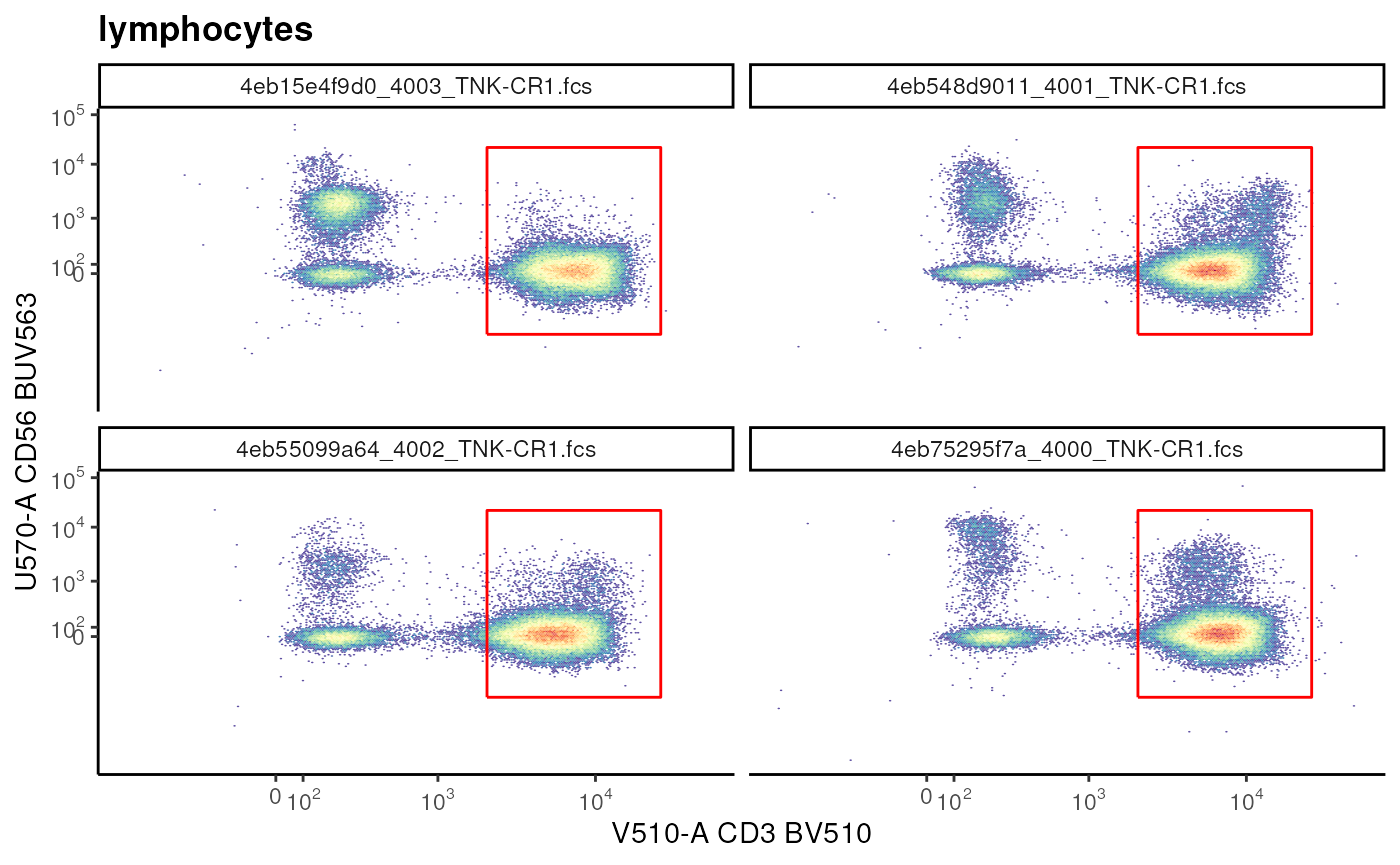 lymphocytes
4eb15e4f9d0_4003_TNK-CR1.fcs
4eb548d9011_4001_TNK-CR1.fcs
10^5
10^4
10^3
10^2
0
4eb55099a64_4002_TNK-CR1.fcs
4eb75295f7a_4000_TNK-CR1.fcs
10^5
10^4
10^3
10^2
0
U570-A CD56 BUV563
0 10^2 10^3 10^4
0 10^2 10^3 10^4
V510-A CD3 BV510